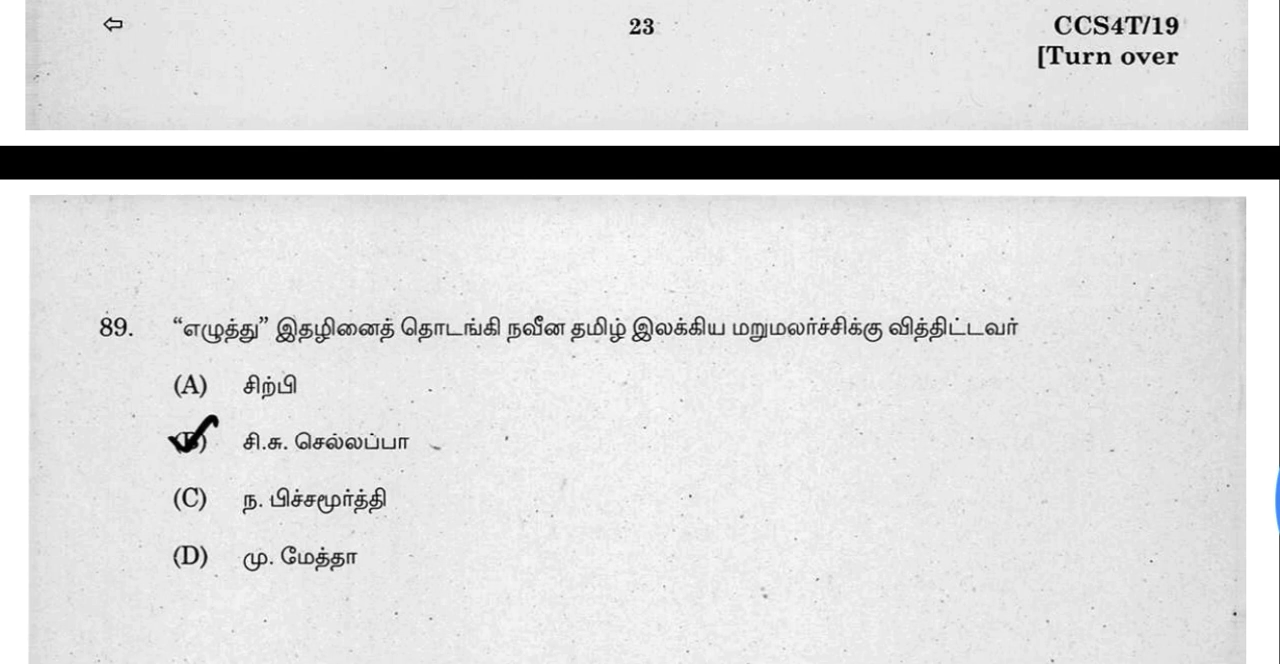 ⇦ 23 CCS4T/19
[Turn over
89. “எழுத்து” இதழினைத் தொடங்கி நவீன தமிழ் இலக்கிய மறுமலர்ச்சிக்கு வித்திட்டவர்
(A) சிற்பி
(B) சி.சு. செல்லப்பா
(C) ந. பிச்சமூர்த்தி
(D) மு. மேத்தா